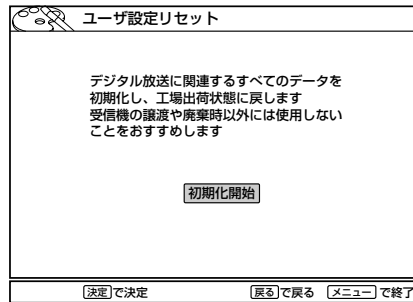 ユーザ設定リセット
デジタル放送に関連するすべてのデータを
初期化し、工場出荷状態に戻します
受信機の譲渡や廃棄時以外には使用しない
ことをおすすめします
初期化開始
決定で決定 戻るで戻る メニューで終了